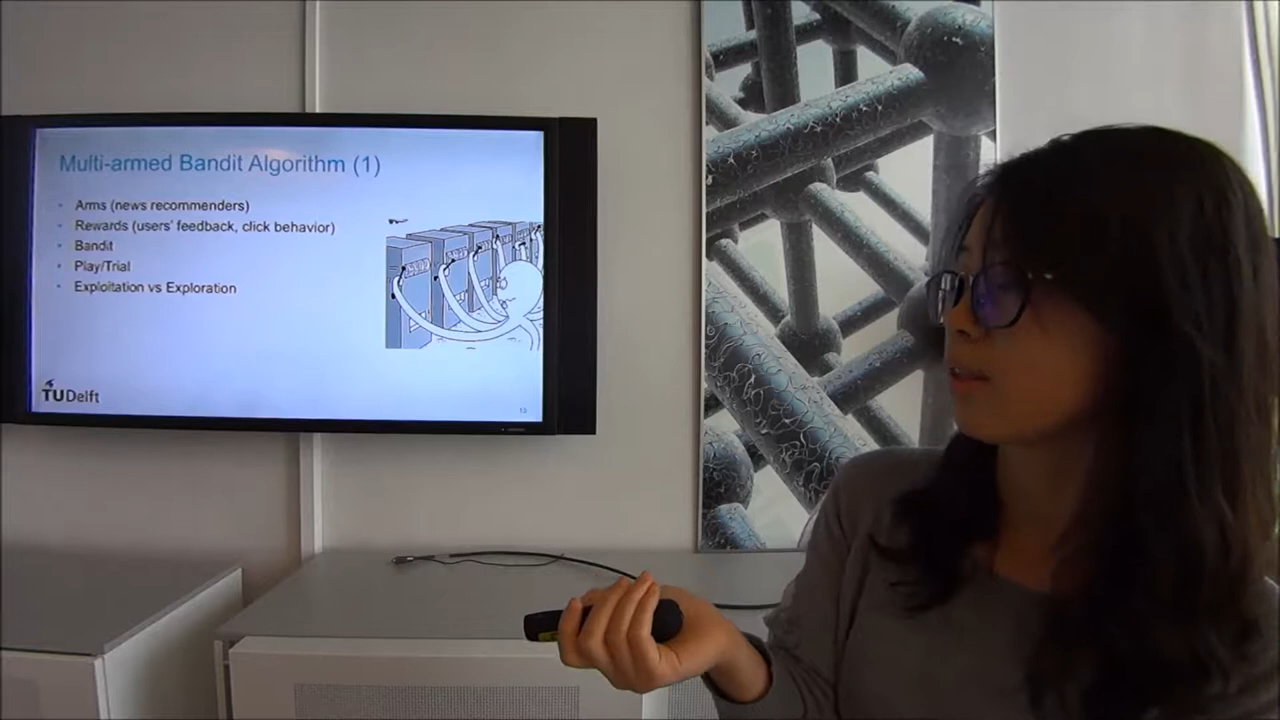 Multi-armed Bandit Algorithm (1)
• Arms (news recommenders)
• Rewards (users' feedback, click behavior)
• Bandit
• Play/Trial
• Exploitation vs Exploration
TUDelft
13